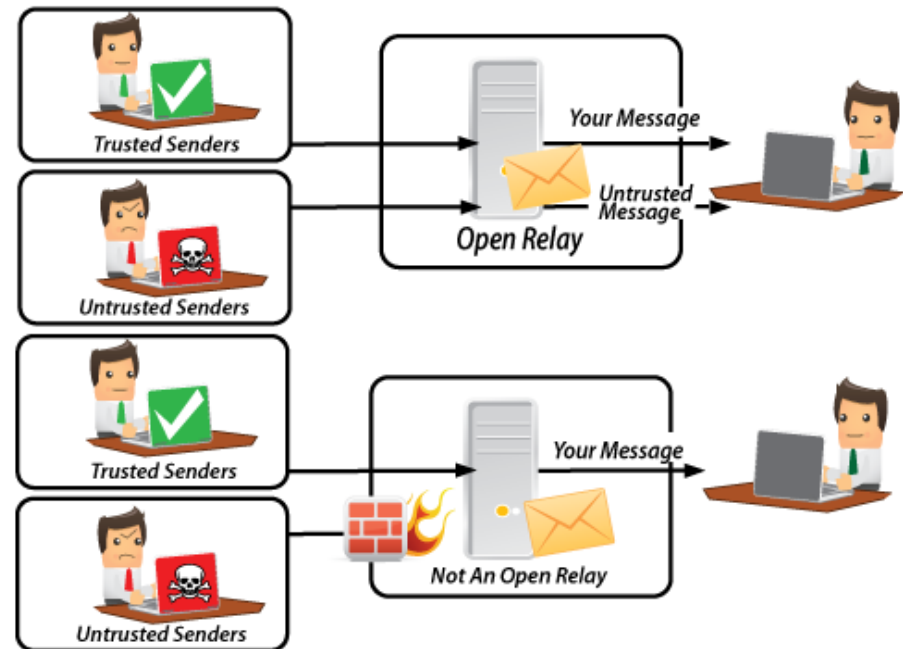 Trusted Senders
Your Message
Untrusted
Message
Open Relay
Untrusted Senders
Trusted Senders
Your Message
Not An Open Relay
Untrusted Senders